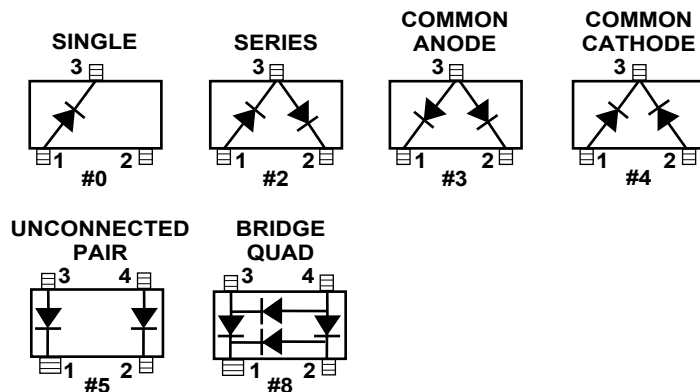 SINGLE
3
1 2
#0
SERIES
3
1 2
#2
COMMON
ANODE
3
1 2
#3
COMMON
CATHODE
3
1 2
#4
UNCONNECTED
PAIR
3 4
1 2
#5
BRIDGE
QUAD
3 4
1 2
#8